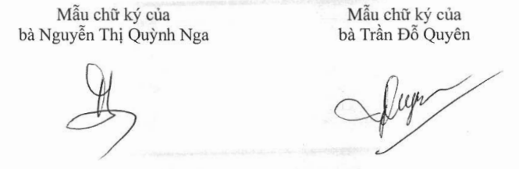 Mẫu chữ ký của
bà Nguyễn Thị Quỳnh Nga
Mẫu chữ ký của
bà Trần Đỗ Quyên